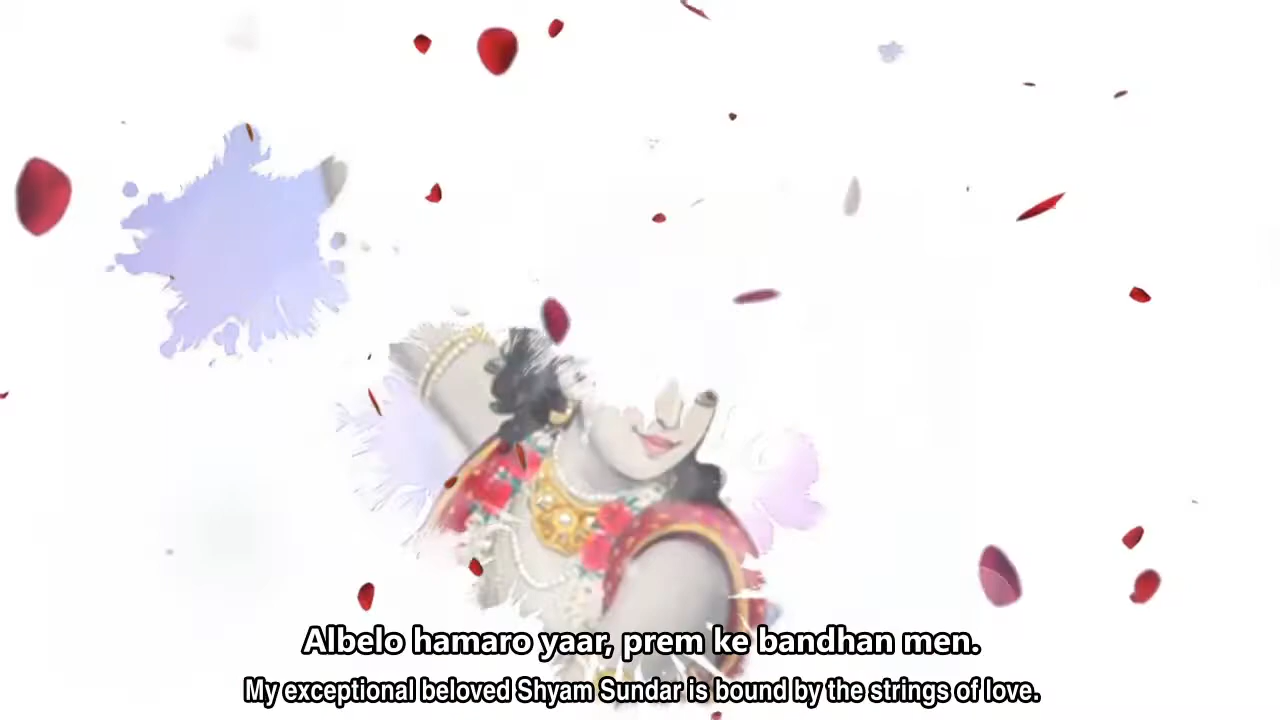 Albelo hamaro yaar, prem ke bandhan men.
My exceptional beloved Shyam Sundar is bound by the strings of love.